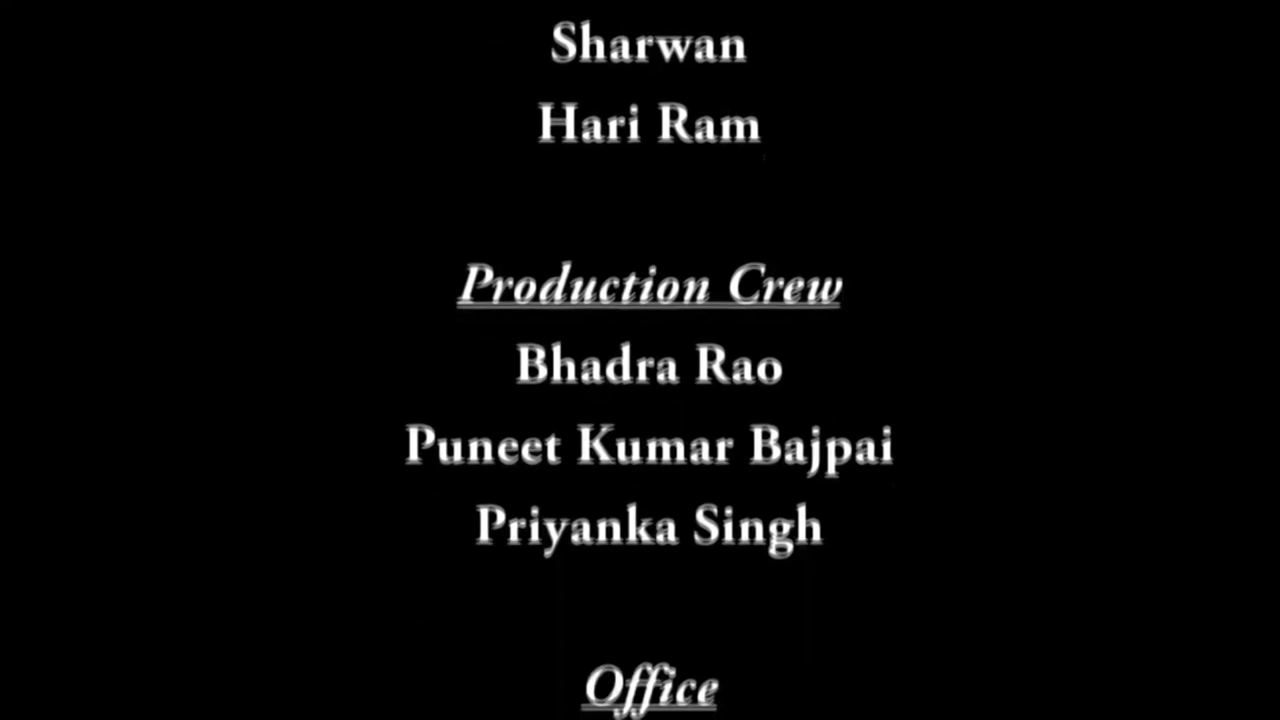 Sharwan
Hari Ram
Production Crew
Bhadra Rao
Puneet Kumar Bajpai
Priyanka Singh
Office